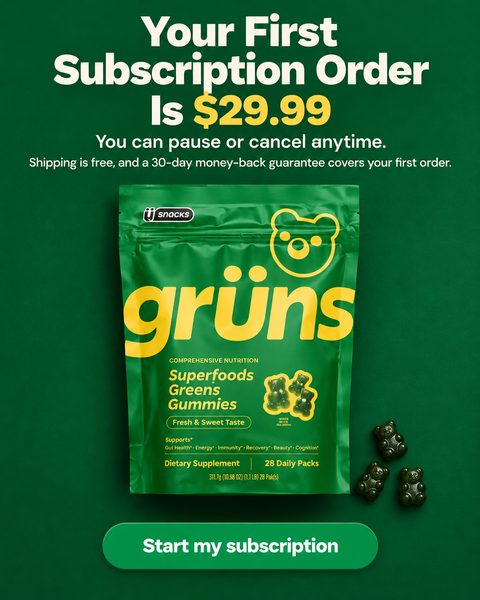 Your First
Subscription Order
Is $29.99
You can pause or cancel anytime.
Shipping is free, and a 30-day money-back guarantee covers your first order.
snacks
grüns
COMPREHENSIVE NUTRITION
Superfoods
Greens
Gummies
Fresh & Sweet Taste
Supports*
Gut Health* · Energy* · Immunity* · Recovery* · Beauty* · Cognition*
Dietary Supplement
28 Daily Packs
Start my subscription